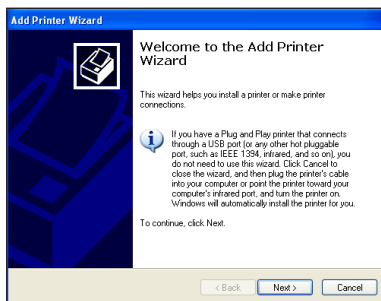 Add Printer Wizard
Welcome to the Add Printer
Wizard
This wizard helps you install a printer or make printer
connections.
If you have a Plug and Play printer that connects
through a USB port (or any other hot pluggable
port, such as IEEE 1394, infrared, and so on), you
do not need to use this wizard. Click Cancel to
close the wizard, and then plug the printer's cable
into your computer or point the printer toward your
computer's infrared port, and turn the printer on.
Windows will automatically install the printer for you.
To continue, click Next.
< Back
Next >
Cancel